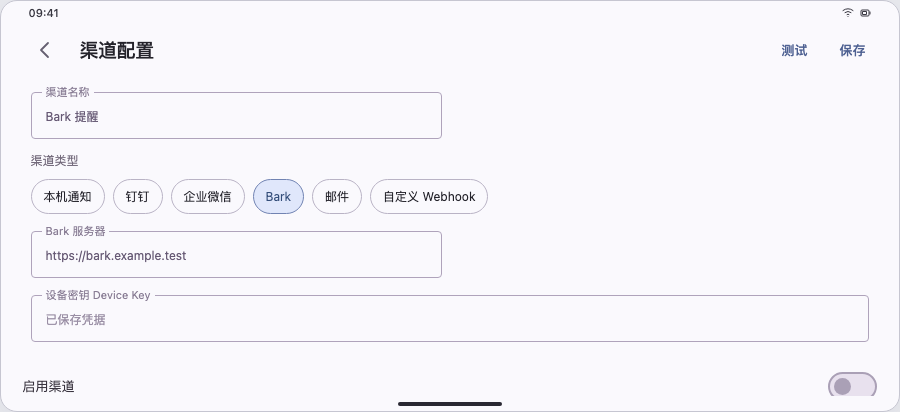 09:41
渠道配置
测试
保存
渠道名称
Bark 提醒
渠道类型
本机通知
钉钉
企业微信
Bark
邮件
自定义 Webhook
Bark 服务器
https://bark.example.test
设备密钥 Device Key
已保存凭据
启用渠道